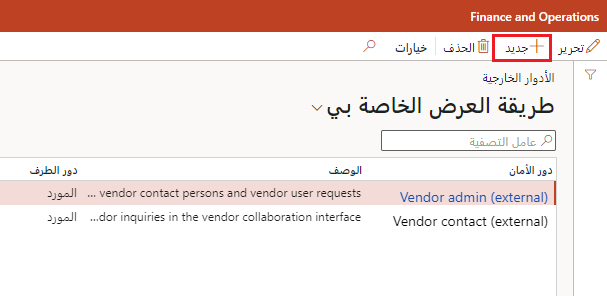 Finance and Operations
تحرير جديد الحذف خيارات
الأدوار الخارجية
طريقة العرض الخاصة بي
عامل التصفية
دور الأمان الوصف دور الطرف
Vendor admin (external) ... vendor contact persons and vendor user requests المورد
Vendor contact (external) ...dor inquiries in the vendor collaboration interface المورد